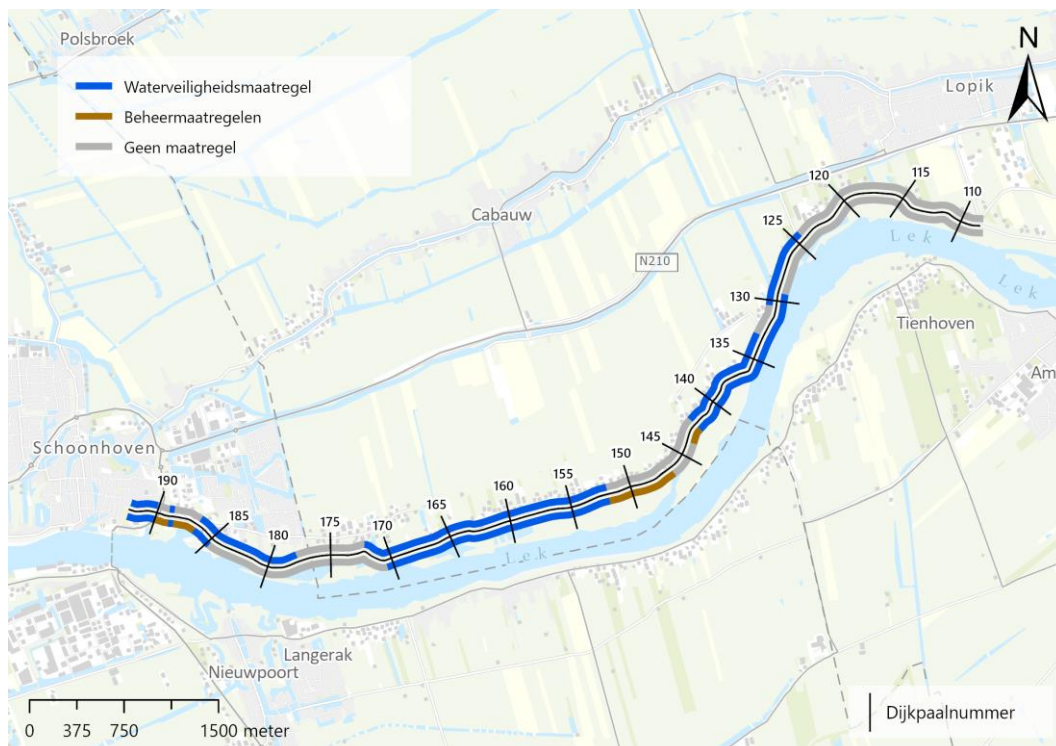 Polsbroek
Waterveiligheidsmaatregel
Beheermaatregelen
Geen maatregel
N
Lopik
120
115
110
Cabauw
125
Lek
N210
Lek
130
Tienhoven
135
Am
140
145
Schoonhoven
150
190
155
160
165
185
170
175
180
Lek
Langerak
Nieuwpoort
0 375 750 1500 meter
Dijkpaalnummer